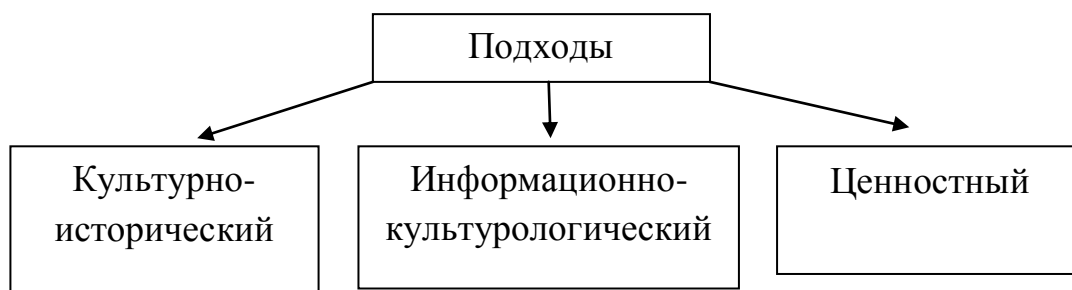 Подходы
Культурно-
исторический
Информационно-
культурологический
Ценностный